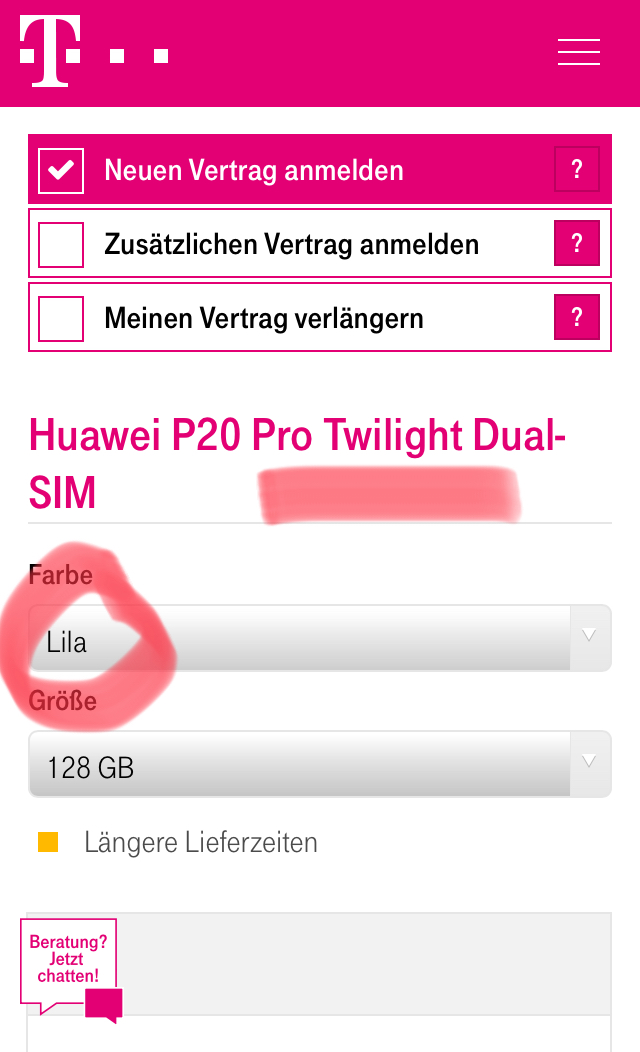 T
Neuen Vertrag anmelden ?
Zusätzlichen Vertrag anmelden ?
Meinen Vertrag verlängern ?
Huawei P20 Pro Twilight Dual-
SIM
Farbe
Lila
Größe
128 GB
Längere Lieferzeiten
Beratung?
Jetzt
chatten!